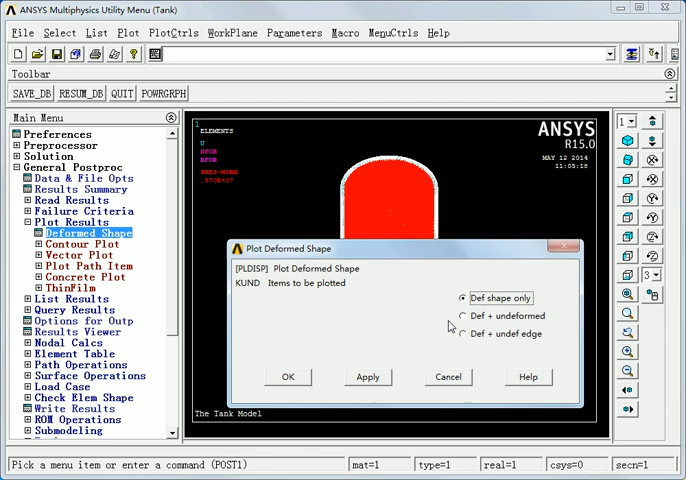 ANSYS Multiphysics Utility Menu (Tank)
File Select List Plot PlotCtrls WorkPlane Parameters Macro MenuCtrls Help
Toolbar
SAVE_DB RESUM_DB QUIT POWRGRPH
Main Menu
Preferences
Preprocessor
Solution
General Postproc
Data & File Opts
Results Summary
Read Results
Failure Criteria
Plot Results
Deformed Shape
Contour Plot
Vector Plot
Plot Path Item
Concrete Plot
ThinFilm
List Results
Query Results
Options for Outp
Results Viewer
Nodal Calcs
Element Table
Path Operations
Surface Operations
Load Case
Check Elem Shape
Write Results
ROM Operations
Submodeling
1
ELEMENTS
U
NFOR
RFOR
PRES-NORM
.570E+07
ANSYS
R15.0
MAY 12 2014
11:05:18
Plot Deformed Shape
[PLDISP] Plot Deformed Shape
KUND Items to be plotted
Def shape only
Def + undeformed
Def + undef edge
OK Apply Cancel Help
The Tank Model
1
3
Pick a menu item or enter a command (POST1) mat=1 type=1 real=1 csys=0 secn=1